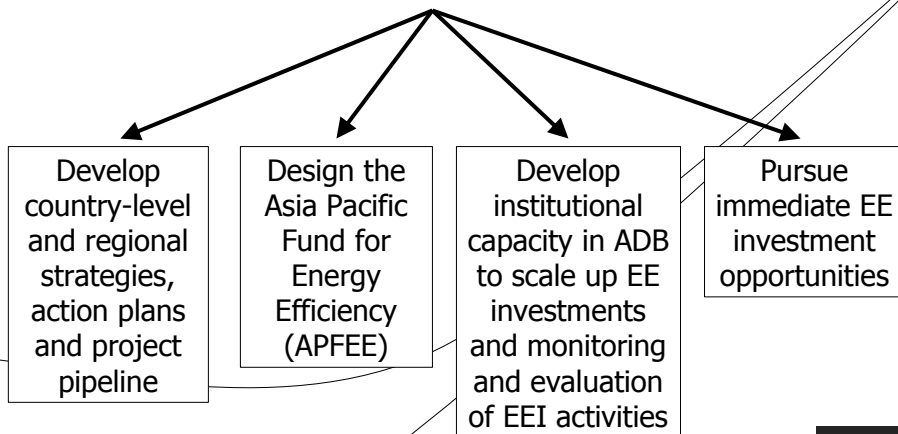 Develop
country-level
and regional
strategies,
action plans
and project
pipeline
Design the
Asia Pacific
Fund for
Energy
Efficiency
(APFEE)
Develop
institutional
capacity in ADB
to scale up EE
investments
and monitoring
and evaluation
of EEI activities
Pursue
immediate EE
investment
opportunities